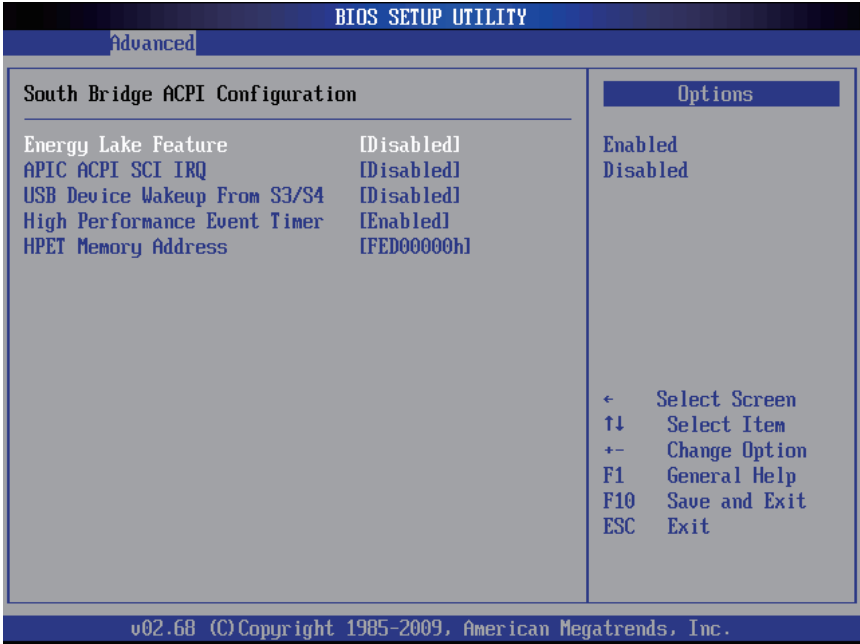 BIOS SETUP UTILITY
Advanced
South Bridge ACPI Configuration
Energy Lake Feature [Disabled]
APIC ACPI SCI IRQ [Disabled]
USB Device Wakeup From S3/S4 [Disabled]
High Performance Event Timer [Enabled]
HPET Memory Address [FED00000h]
Options
Enabled
Disabled
← Select Screen
↑↓ Select Item
+- Change Option
F1 General Help
F10 Save and Exit
ESC Exit
v02.68 (C)Copyright 1985-2009, American Megatrends, Inc.